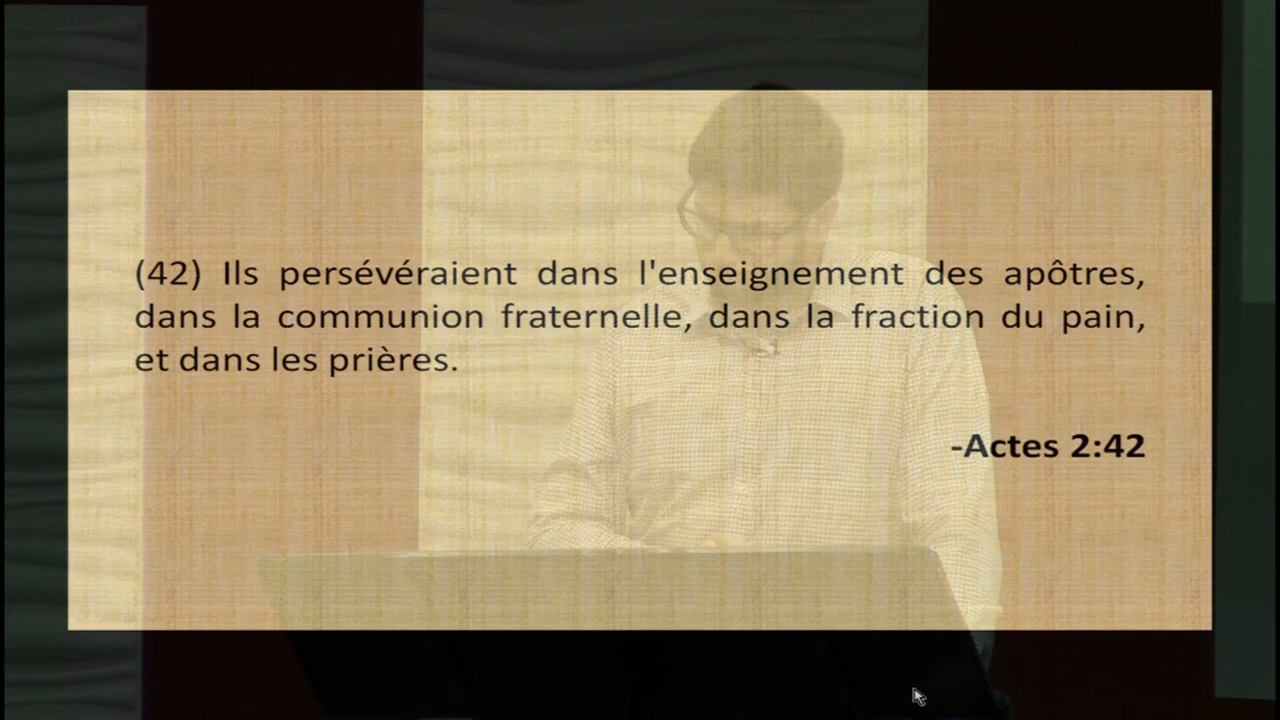 (42) Ils persévéraient dans l'enseignement des apôtres,
dans la communion fraternelle, dans la fraction du pain,
et dans les prières.
-Actes 2:42